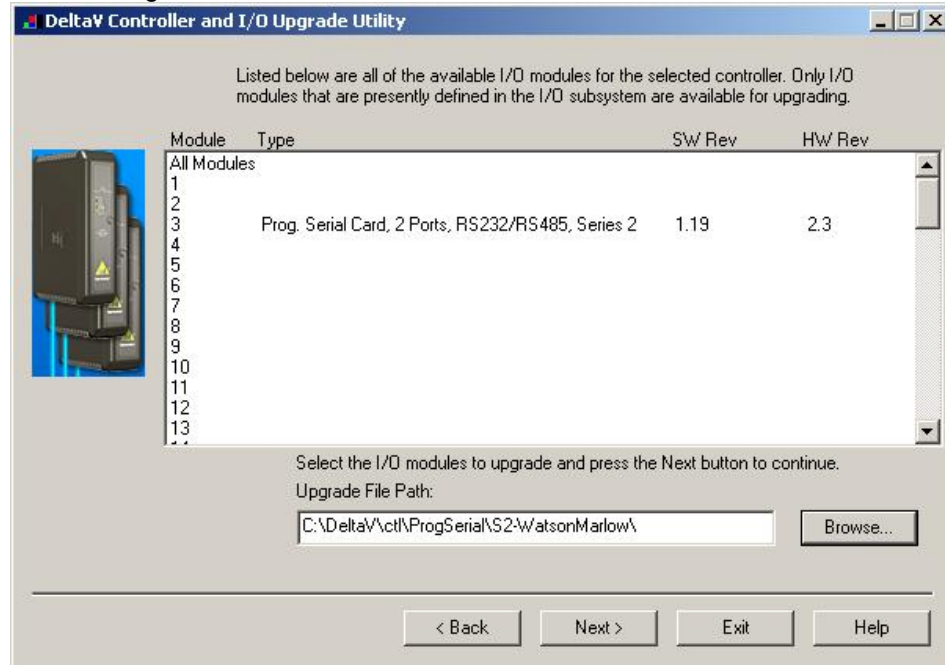 DeltaV Controller and I/O Upgrade Utility
Listed below are all of the available I/O modules for the selected controller. Only I/O
modules that are presently defined in the I/O subsystem are available for upgrading.
Module Type SW Rev HW Rev
All Modules
1
2
3 Prog. Serial Card, 2 Ports, RS232/RS485, Series 2 1.19 2.3
4
5
6
7
8
9
10
11
12
13
Select the I/O modules to upgrade and press the Next button to continue.
Upgrade File Path:
C:\DeltaV\ctl\ProgSerial\S2-WatsonMarlow\
Browse...
< Back Next > Exit Help